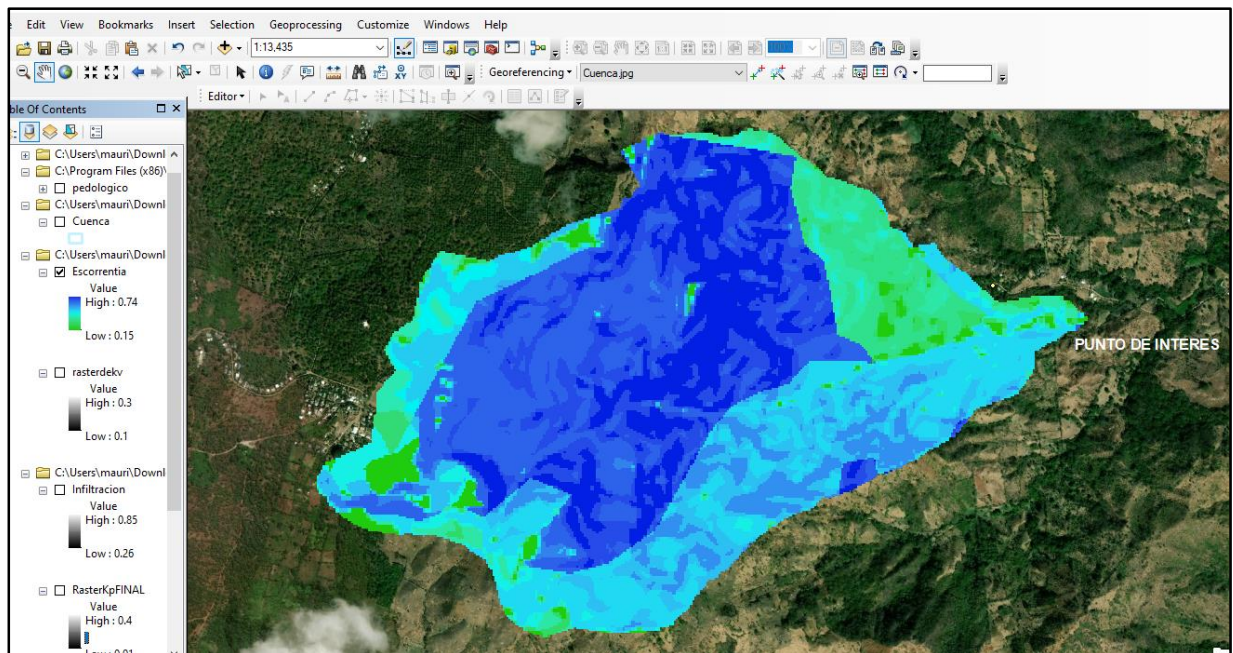 Edit View Bookmarks Insert Selection Geoprocessing Customize Windows Help
1:13,435
Georeferencing Cuenca.jpg
Editor
ble Of Contents
C:\Users\mauri\Downl
C:\Program Files (x86)\
pedologico
C:\Users\mauri\Downl
Cuenca
C:\Users\mauri\Downl
Escorrentia
Value
High : 0.74
Low : 0.15
rasterdekv
Value
High : 0.3
Low : 0.1
C:\Users\mauri\Downl
Infiltracion
Value
High : 0.85
Low : 0.26
RasterKpFINAL
Value
High : 0.4
PUNTO DE INTERES